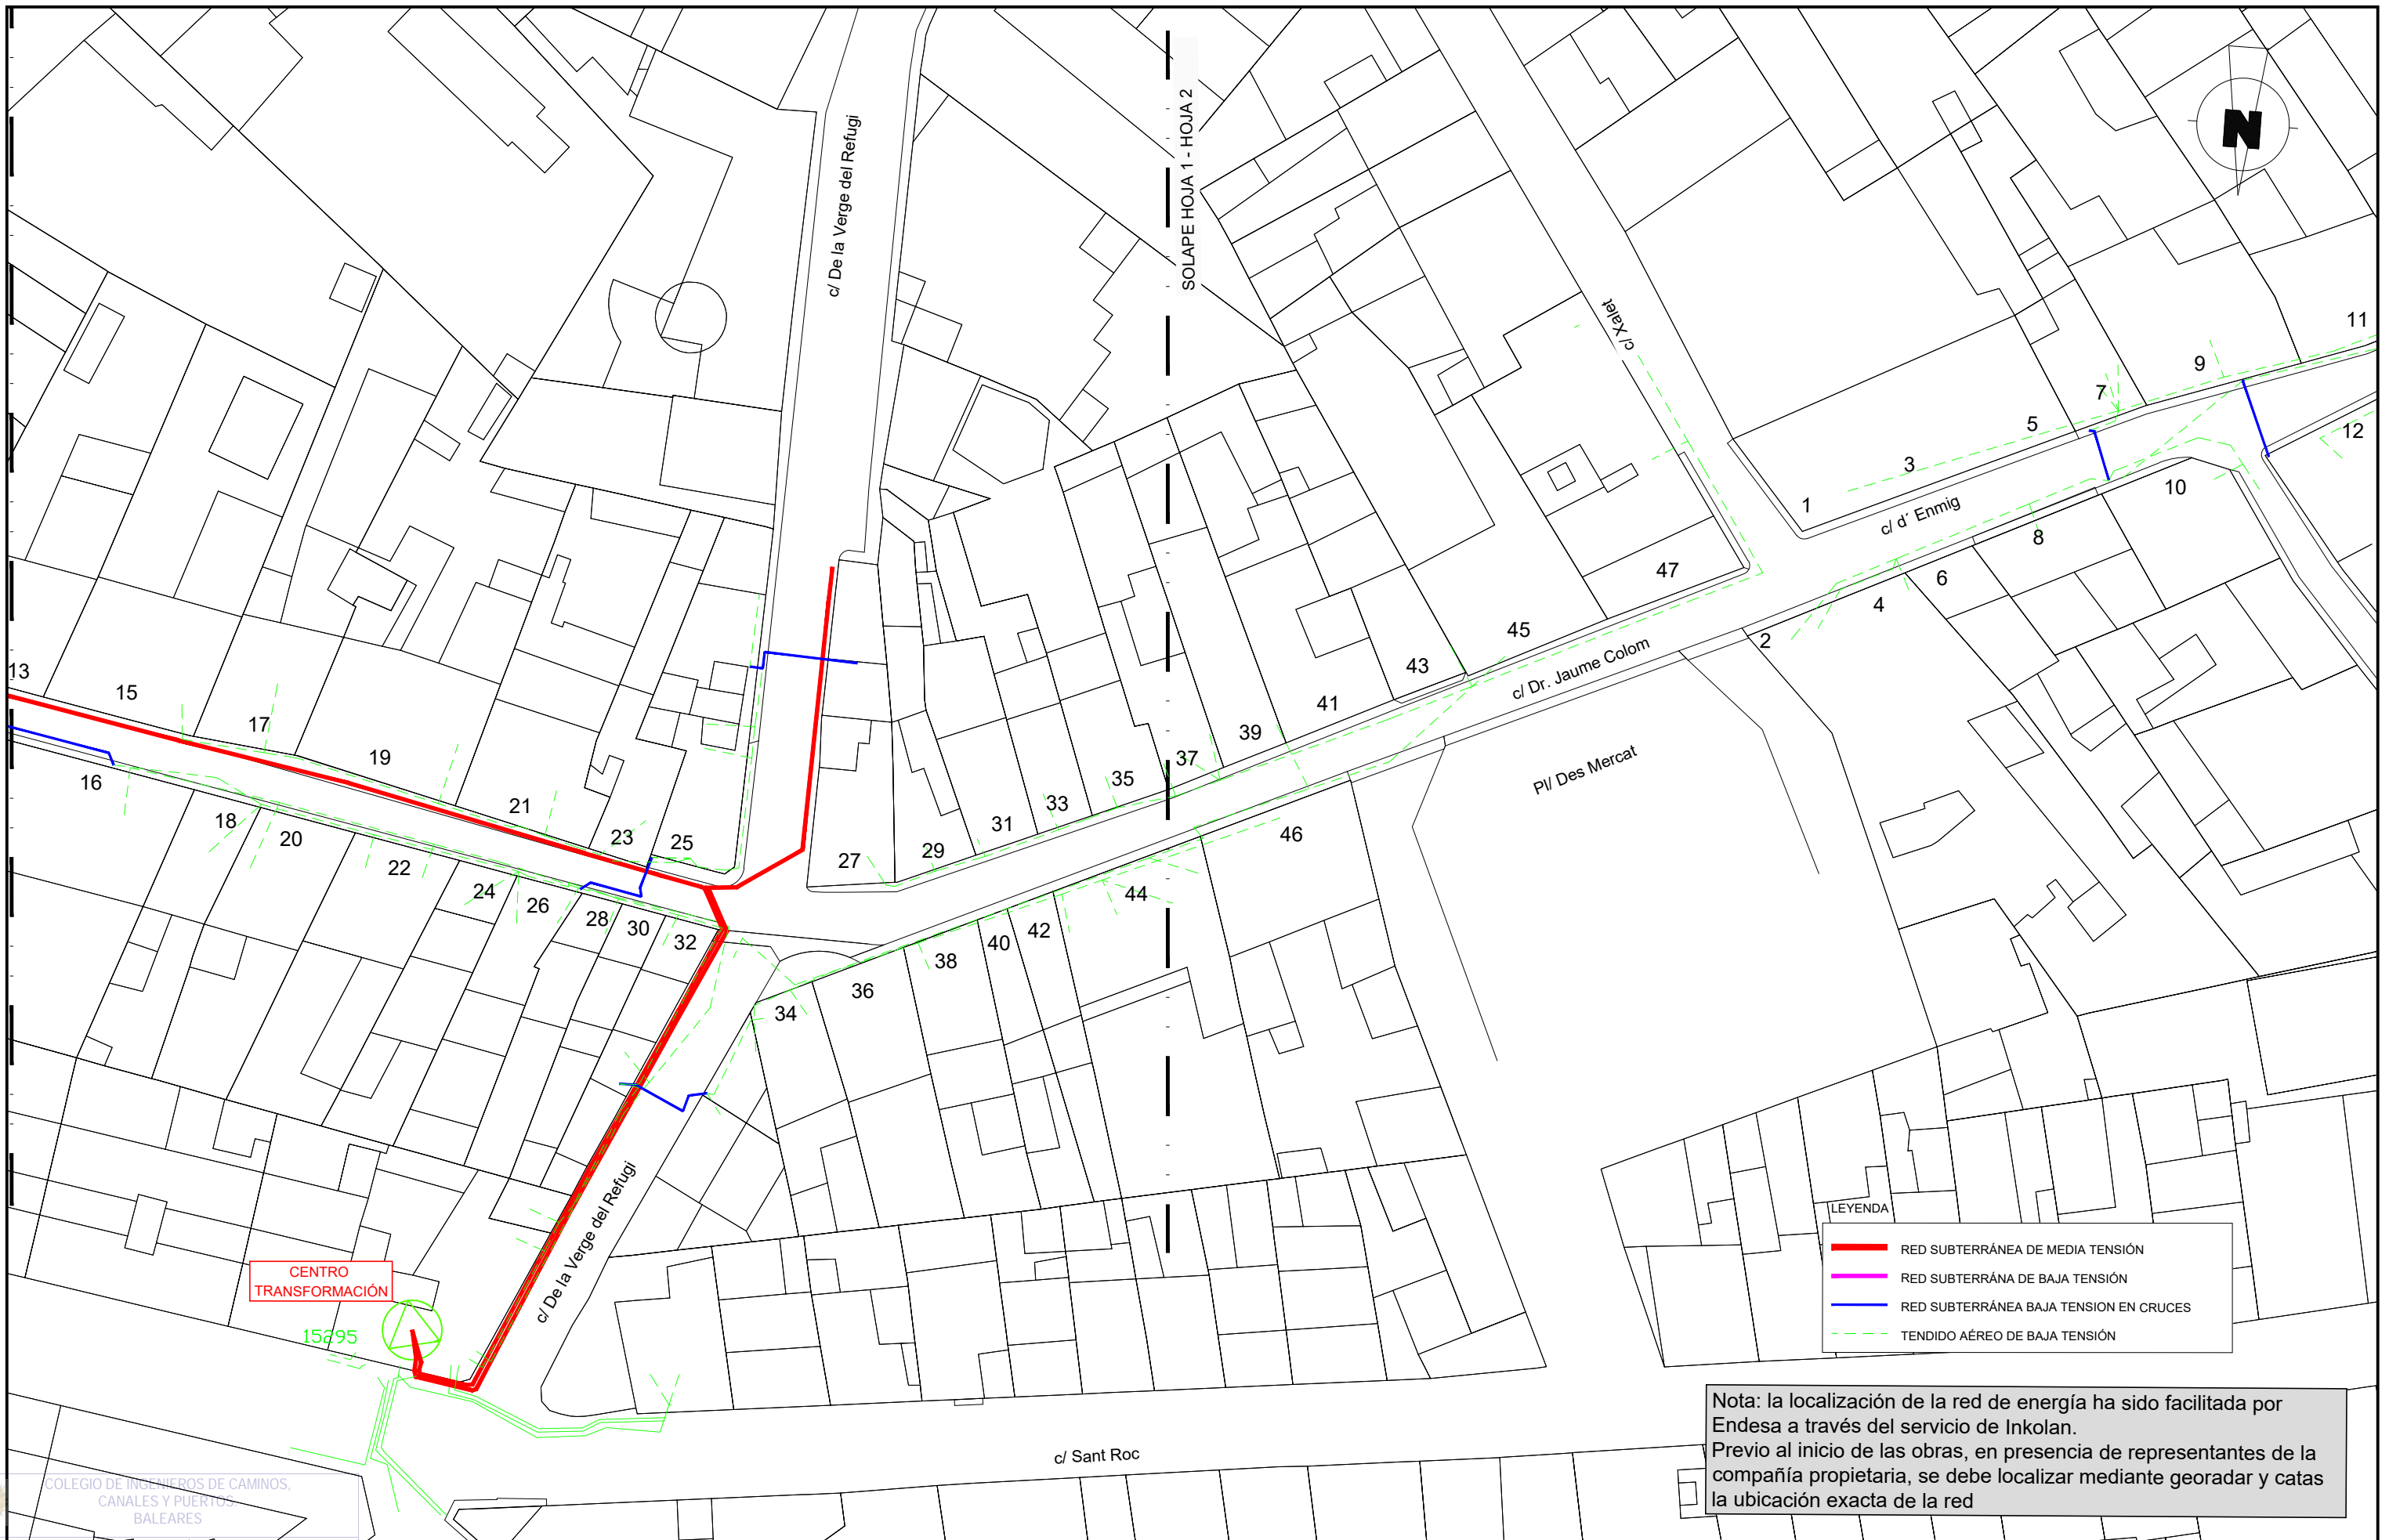 c/ De la Verge del Refugi
SOLAPE HOJA 1 - HOJA 2
N
c/ Xalet
11
9
7
5
12
3
10
1
c/ d´ Enmig
8
47
6
4
45
2
13
43
c/ Dr. Jaume Colom
15
41
17
39
19
37
Pl/ Des Mercat
16
35
33
21
18
31
46
20
23
25
22
27
29
24
44
26
28
30
42
32
40
38
36
34
c/ De la Verge del Refugi
CENTRO
TRANSFORMACIÓN
15295
LEYENDA
RED SUBTERRÁNEA DE MEDIA TENSIÓN
RED SUBTERRÁNA DE BAJA TENSIÓN
RED SUBTERRÁNEA BAJA TENSION EN CRUCES
TENDIDO AÉREO DE BAJA TENSIÓN
Nota: la localización de la red de energía ha sido facilitada por
Endesa a través del servicio de Inkolan.
Previo al inicio de las obras, en presencia de representantes de la
compañía propietaria, se debe localizar mediante georadar y catas
la ubicación exacta de la red
c/ Sant Roc
COLEGIO DE INGENIEROS DE CAMINOS,
CANALES Y PUERTOS.
BALEARES